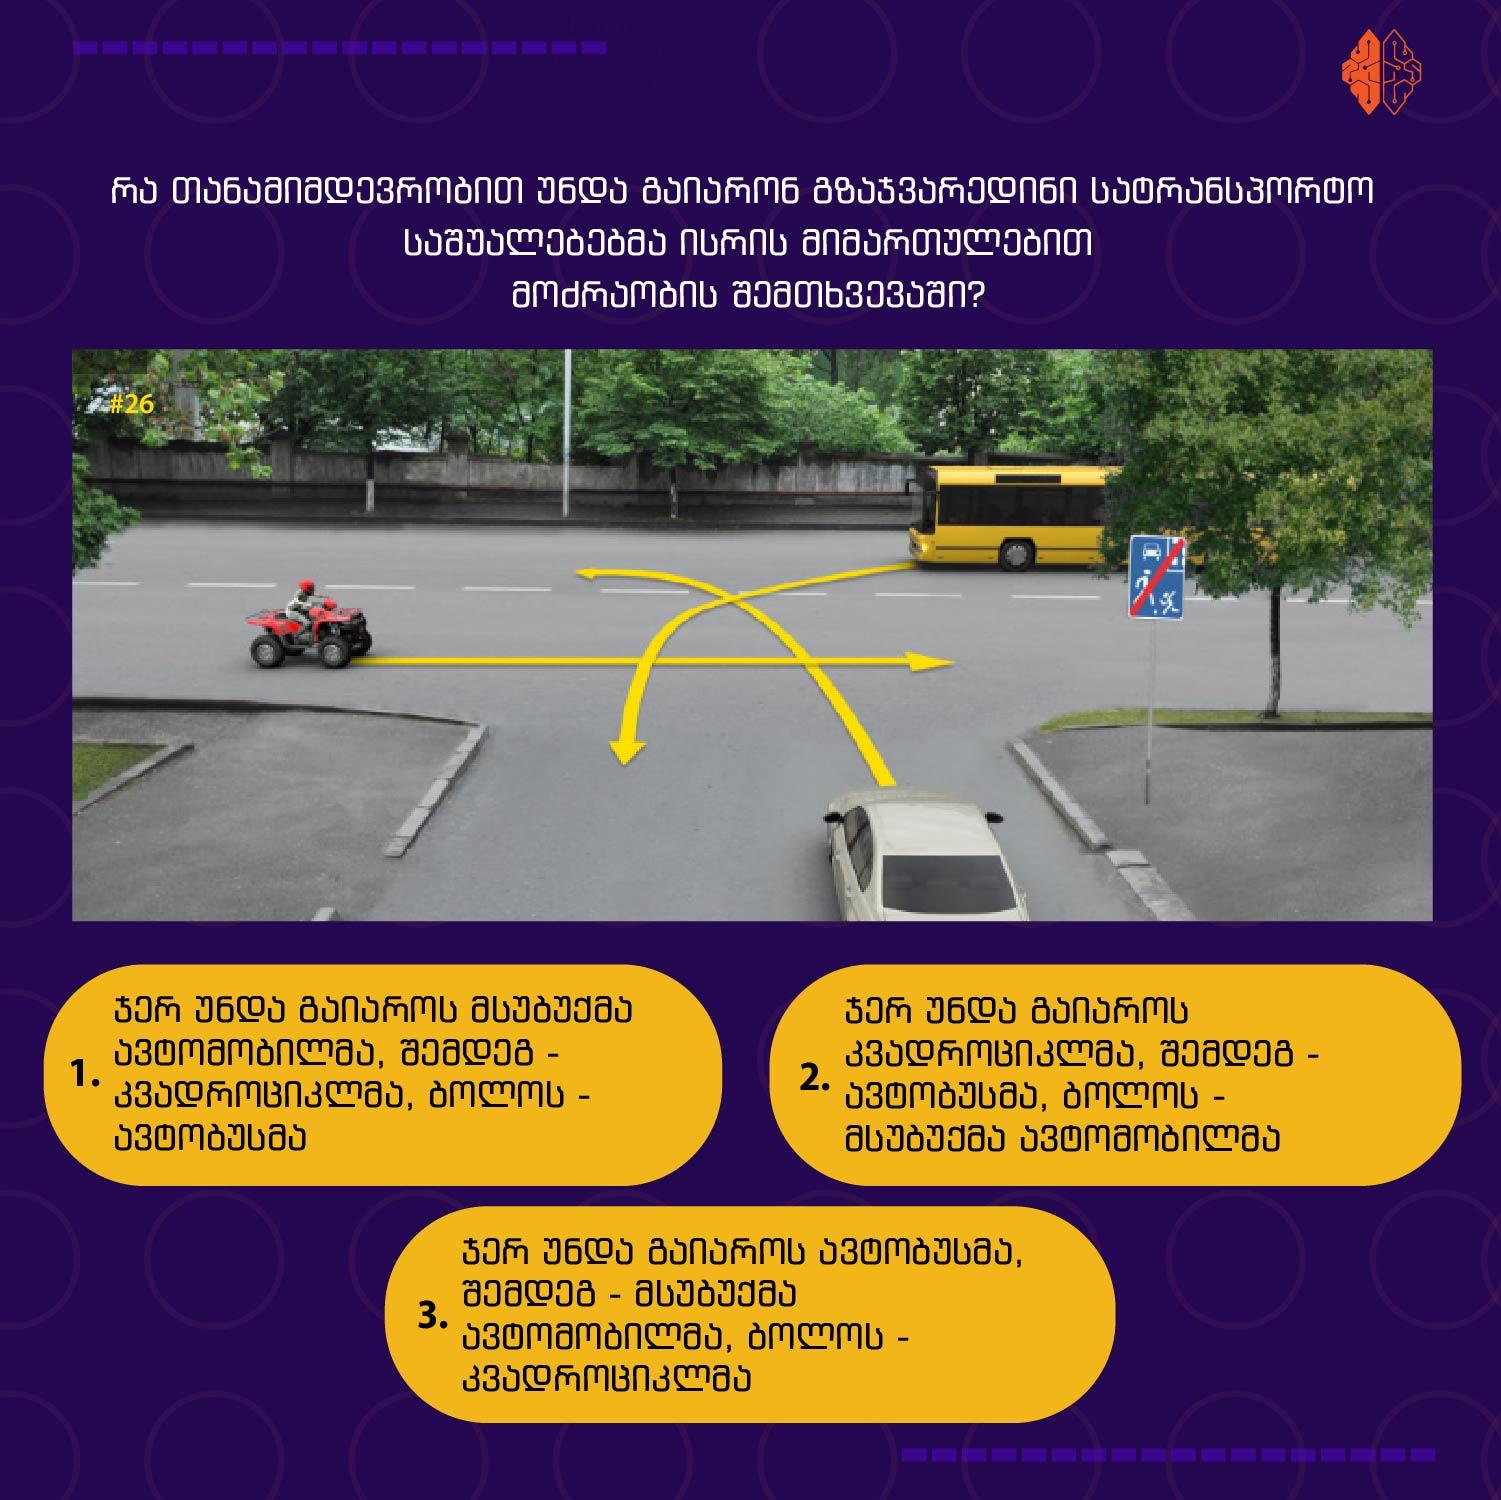 რა თანამიმდევრობით უნდა გაიარონ გზაჯვარედინი სატრანსპორტო
საშუალებებმა ისრის მიმართულებით
მოძრაობის შემთხვევაში?
#26
1. ჯერ უნდა გაიაროს მსუბუქმა
ავტომობილმა, შემდეგ -
კვადროციკლმა, ბოლოს -
ავტობუსმა
2. ჯერ უნდა გაიაროს
კვადროციკლმა, შემდეგ -
ავტობუსმა, ბოლოს -
მსუბუქმა ავტომობილმა
3. ჯერ უნდა გაიაროს ავტობუსმა,
შემდეგ - მსუბუქმა
ავტომობილმა, ბოლოს -
კვადროციკლმა